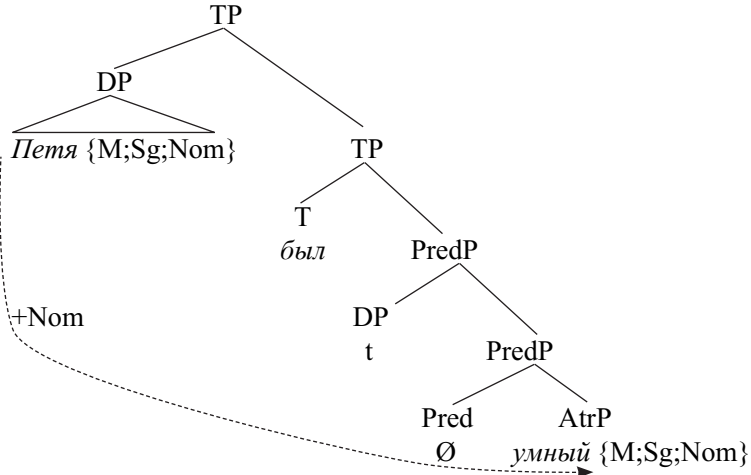 TP
DP
Петя {M;Sg;Nom}
TP
T
был
PredP
+Nom
DP
t
PredP
Pred
AtrP
Ø
умный {M;Sg;Nom}